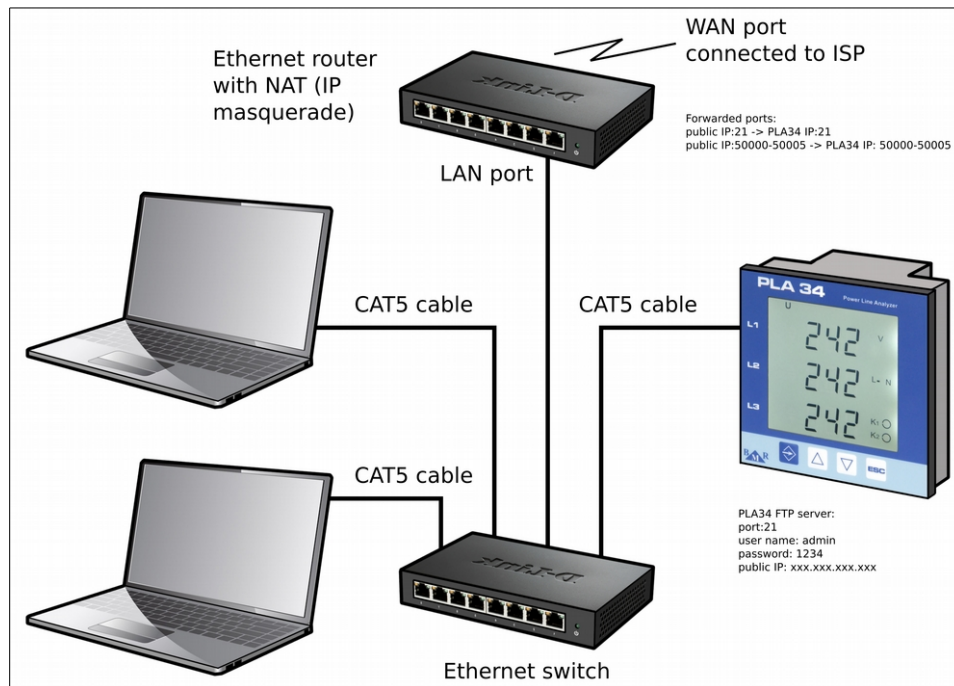 WAN port
connected to ISP
Ethernet router
with NAT (IP
masquerade)
D-Link
Forwarded ports:
public IP:21 -> PLA34 IP:21
public IP:50000-50005 -> PLA34 IP: 50000-50005
LAN port
PLA 34
Power Line Analyzer
U
CAT5 cable
CAT5 cable
L1
242
V
L2
242
L- N
L3
242
K1
K2
BMR
ESC
CAT5 cable
PLA34 FTP server:
port:21
user name: admin
password: 1234
public IP: xxx.xxx.xxx.xxx
D-Link
Ethernet switch